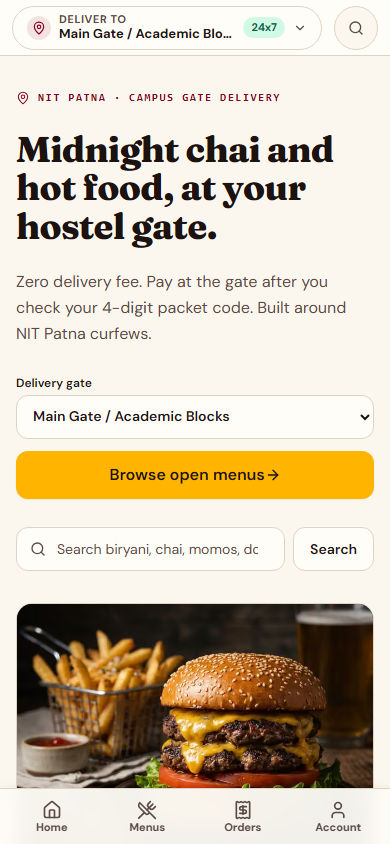 DELIVER TO
Main Gate / Academic Blo...
24x7
NIT PATNA · CAMPUS GATE DELIVERY
Midnight chai and
hot food, at your
hostel gate.
Zero delivery fee. Pay at the gate after you
check your 4-digit packet code. Built around
NIT Patna curfews.
Delivery gate
Main Gate / Academic Blocks
Browse open menus→
Search biryani, chai, momos, dc
Search
Home
Menus
Orders
Account